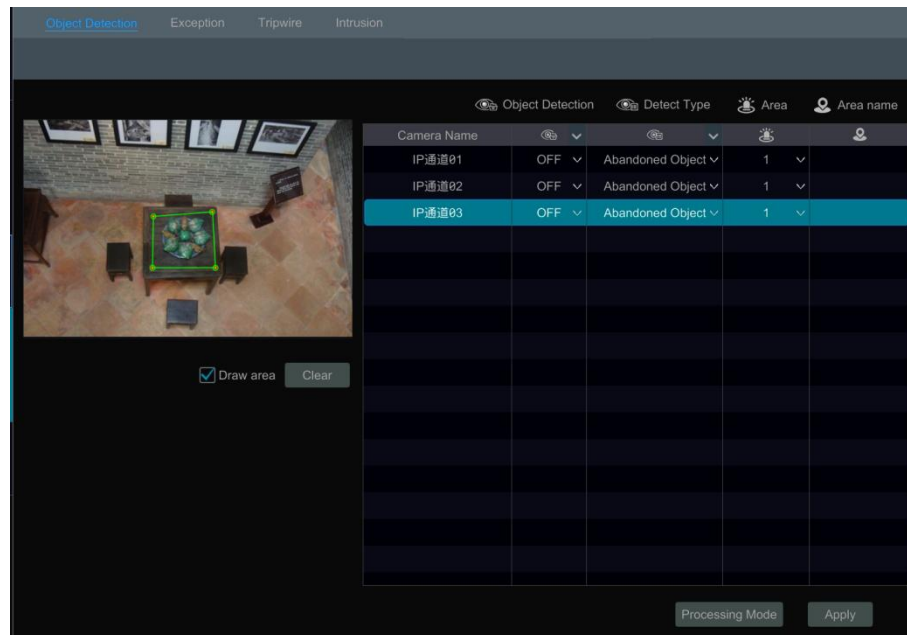 Object Detection Exception Tripwire Intrusion
Object Detection Detect Type Area Area name
Camera Name
IP通道01 OFF Abandoned Object 1
IP通道02 OFF Abandoned Object 1
IP通道03 OFF Abandoned Object 1
Draw area Clear
Processing Mode Apply